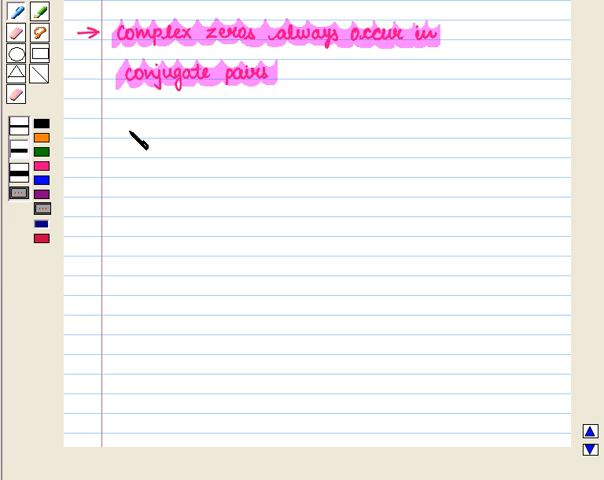 → complex zeros always occur in
conjugate pairs